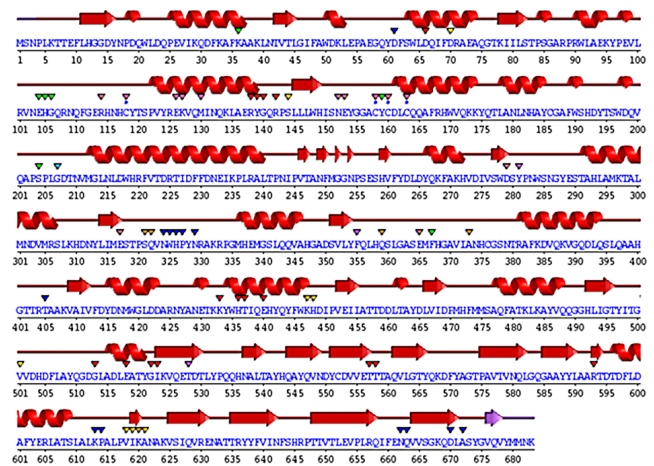 MSNPLKTTEFLHGGDYNPDQWLDQPEVIKQDFKAFKAAKLNIVTLGIFAWDKLEPAEGQYDFSWLDQIFDRAEAQGTKIILSTPSGARPRWLAEKYPEVL
1 5 10 15 20 25 30 35 40 45 50 55 60 65 70 75 80 85 90 95 100
RVNEHGQRNQFGERHNHCYTSPVYREKVQMINQKLAERYGQRPSLLLWHISNEYGGACYCDLCQQAFRHWVQKKYQTLANLNHAYCGAFWSHDYTSWDQV
101 105 110 115 120 125 130 135 140 145 150 155 160 165 170 175 180 185 190 195 200
QAPSPLGDTNVMGLNLDWHRFVTDRTIDFFDNEIKPLRALTPNIPVTANFMGGNPSESHVFYDLDYQKFAKHVDIVSWDSYPNWSNGYESTAHLAMKTAL
201 205 210 215 220 225 230 235 240 245 250 255 260 265 270 275 280 285 290 295 300
MNDVMRSLKHDNYLIMESTPSQVNWHPYNRAKRPGMHEMGSLQQVAHGADSVLYFQLHQSLGASEMFHGAVIANHCGSNTRAFKDVQKVGQDLQSLQAAH
301 305 310 315 320 325 330 335 340 345 350 355 360 365 370 375 380 385 390 395 400
GTTRTAAKVAIVFDYDNMWGLDDARNYANETKKYWHTIQEHYQYFWKHDIPVEIIATTDDLTAYDLVIDPMHFMMSAQFATKLKAYVQQGGHLIGTYITG
401 405 410 415 420 425 430 435 440 445 450 455 460 465 470 475 480 485 490 495 500
VVDHDFLAYQGDGLADLEATYGIKVQETDTLYPQQHNALTAYHQAYQVNDYCDVVETTTAQVLGTYQKDFYAGTPAVTVNQLGQGAAYYLAARTDTDFLD
501 505 510 515 520 525 530 535 540 545 550 555 560 565 570 575 580 585 590 595 600
AFYERLATSLALKPALPVIKANAKVSIQVRENATTRYYFVINFSHRPTIVTLEVPLRQIFENQVVSGKQDLASYGVQVYMMNK
601 605 610 615 620 625 630 635 640 645 650 655 660 665 670 675 680